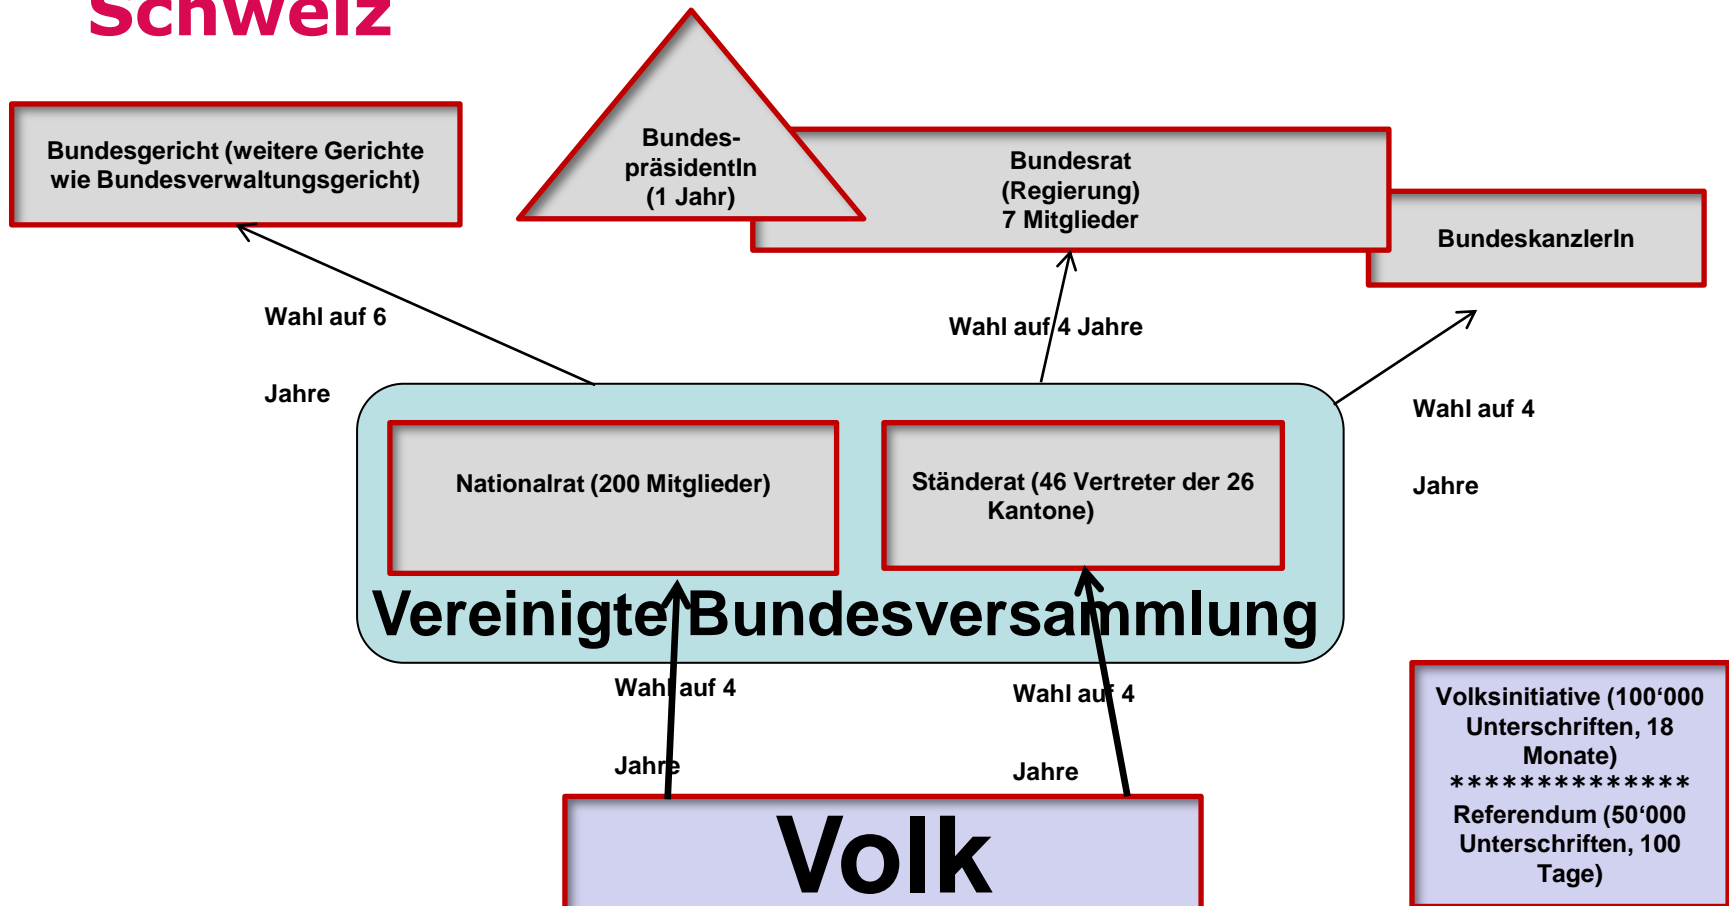 Schweiz
Bundesgericht (weitere Gerichte
wie Bundesverwaltungsgericht)
Bundes-
präsidentIn
(1 Jahr)
Bundesrat
(Regierung)
7 Mitglieder
BundeskanzlerIn
Wahl auf 6
Jahre
Wahl auf 4 Jahre
Wahl auf 4
Jahre
Nationalrat (200 Mitglieder)
Ständerat (46 Vertreter der 26
Kantone)
Vereinigte Bundesversammlung
Wahl auf 4
Jahre
Wahl auf 4
Jahre
Volk
Volksinitiative (100‘000
Unterschriften, 18
Monate)
**************
Referendum (50‘000
Unterschriften, 100
Tage)